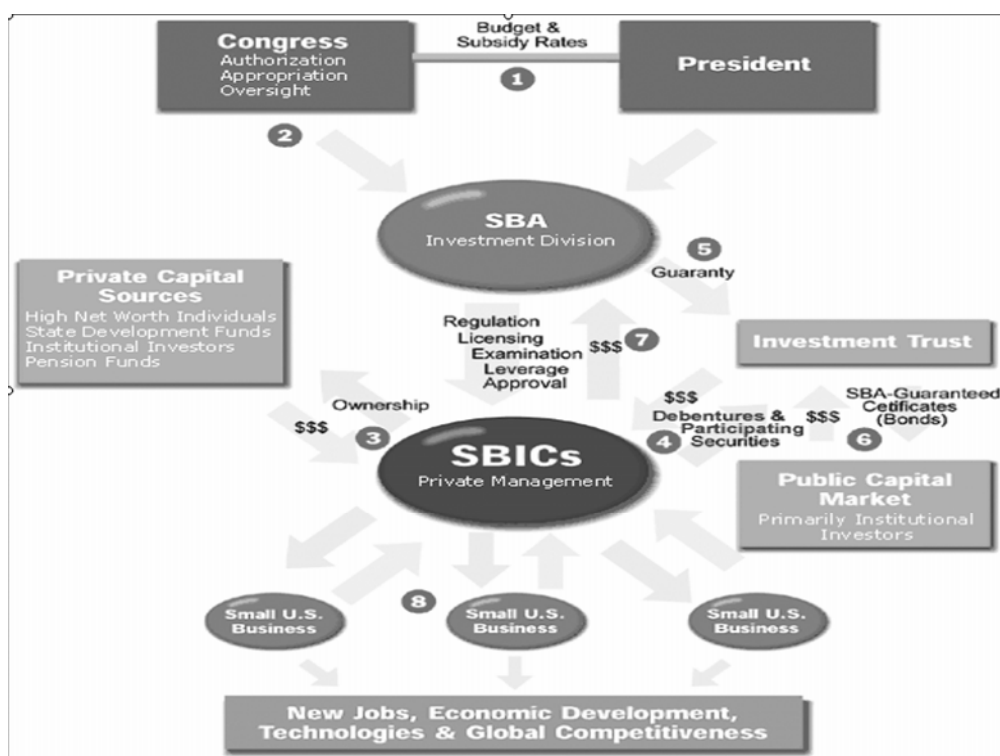 Budget &
Subsidy Rates
Congress
Authorization
Appropriation
Oversight
1
President
2
SBA
Investment Division
5
Guaranty
Private Capital
Sources
High Net Worth Individuals
State Development Funds
Institutional Investors
Pension Funds
Regulation
Licensing
Examination
Leverage
Approval
$$$
7
Investment Trust
Ownership
$$$
3
$$$
Debentures &
Participating
Securities
4
$$$
SBA-Guaranteed
Cetificates
(Bonds)
6
SBICs
Private Management
Public Capital
Market
Primarily Institutional
Investors
8
Small U.S.
Business
Small U.S.
Business
Small U.S.
Business
New Jobs, Economic Development,
Technologies & Global Competitiveness